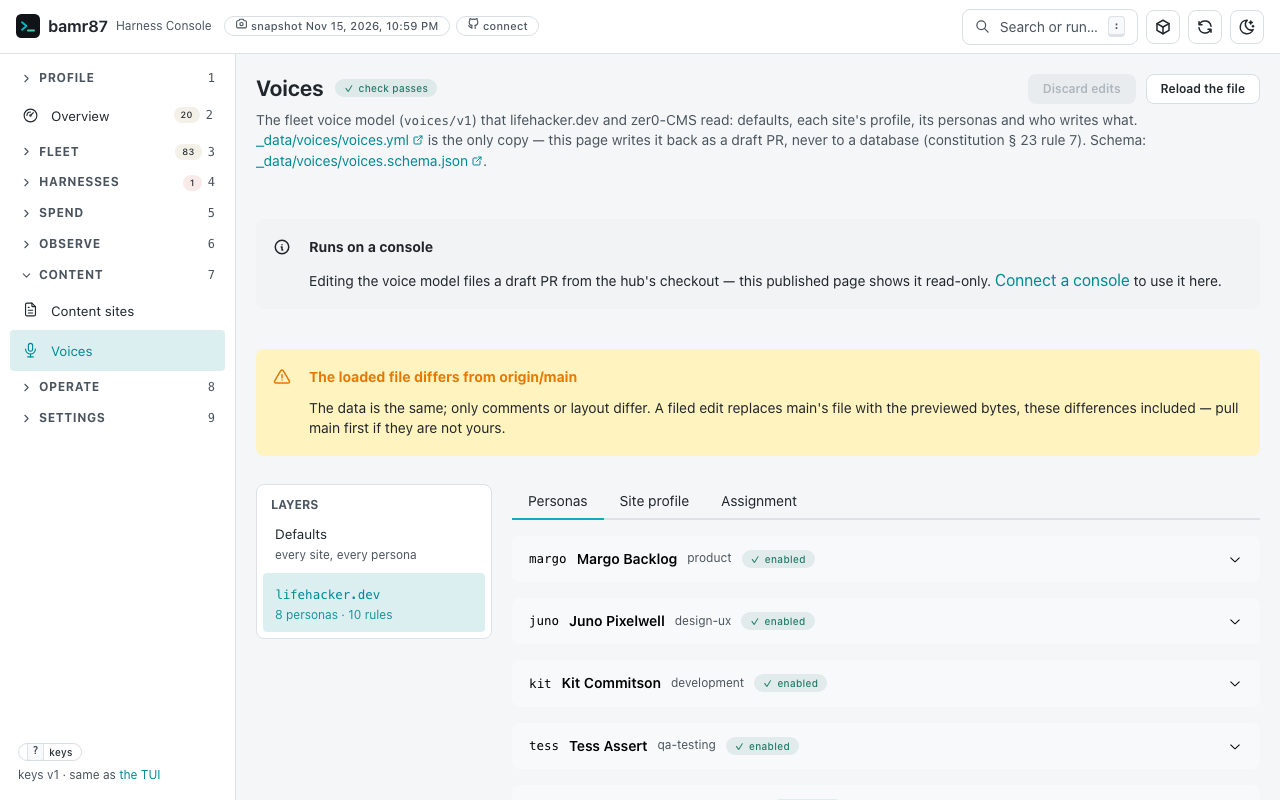 bamr87 Harness Console snapshot Nov 15, 2026, 10:59 PM connect Search or run... :
PROFILE 1
Overview 20 2
FLEET 83 3
HARNESSES 1 4
SPEND 5
OBSERVE 6
CONTENT 7
Content sites
Voices
OPERATE 8
SETTINGS 9
? keys
keys v1 · same as the TUI
Voices check passes Discard edits Reload the file
The fleet voice model (voices/v1) that lifehacker.dev and zer0-CMS read: defaults, each site's profile, its personas and who writes what.
_data/voices/voices.yml is the only copy — this page writes it back as a draft PR, never to a database (constitution § 23 rule 7). Schema:
_data/voices/voices.schema.json.
Runs on a console
Editing the voice model files a draft PR from the hub's checkout — this published page shows it read-only. Connect a console to use it here.
The loaded file differs from origin/main
The data is the same; only comments or layout differ. A filed edit replaces main's file with the previewed bytes, these differences included — pull
main first if they are not yours.
LAYERS
Defaults
every site, every persona
lifehacker.dev
8 personas · 10 rules
Personas Site profile Assignment
margo Margo Backlog product enabled
juno Juno Pixelwell design-ux enabled
kit Kit Commitson development enabled
tess Tess Assert qa-testing enabled